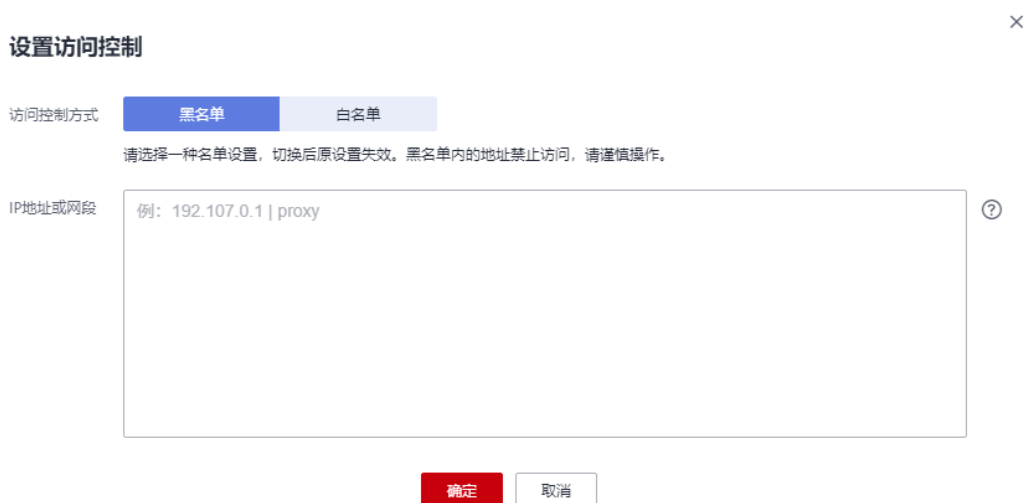 设置访问控制
访问控制方式 黑名单 白名单
请选择一种名单设置，切换后原设置失效。黑名单内的地址禁止访问，请谨慎操作。
IP地址或网段 例：192.107.0.1 | proxy
确定 取消